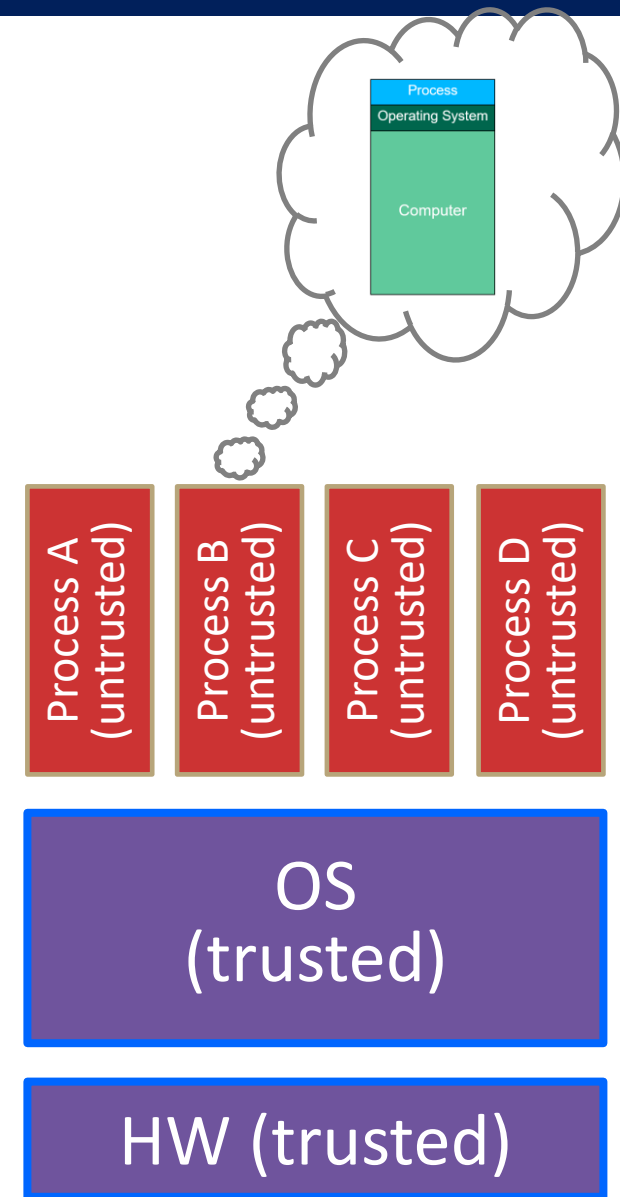 Process
Operating System
Computer
Process A
(untrusted)
Process B
(untrusted)
Process C
(untrusted)
Process D
(untrusted)
OS
(trusted)
HW (trusted)